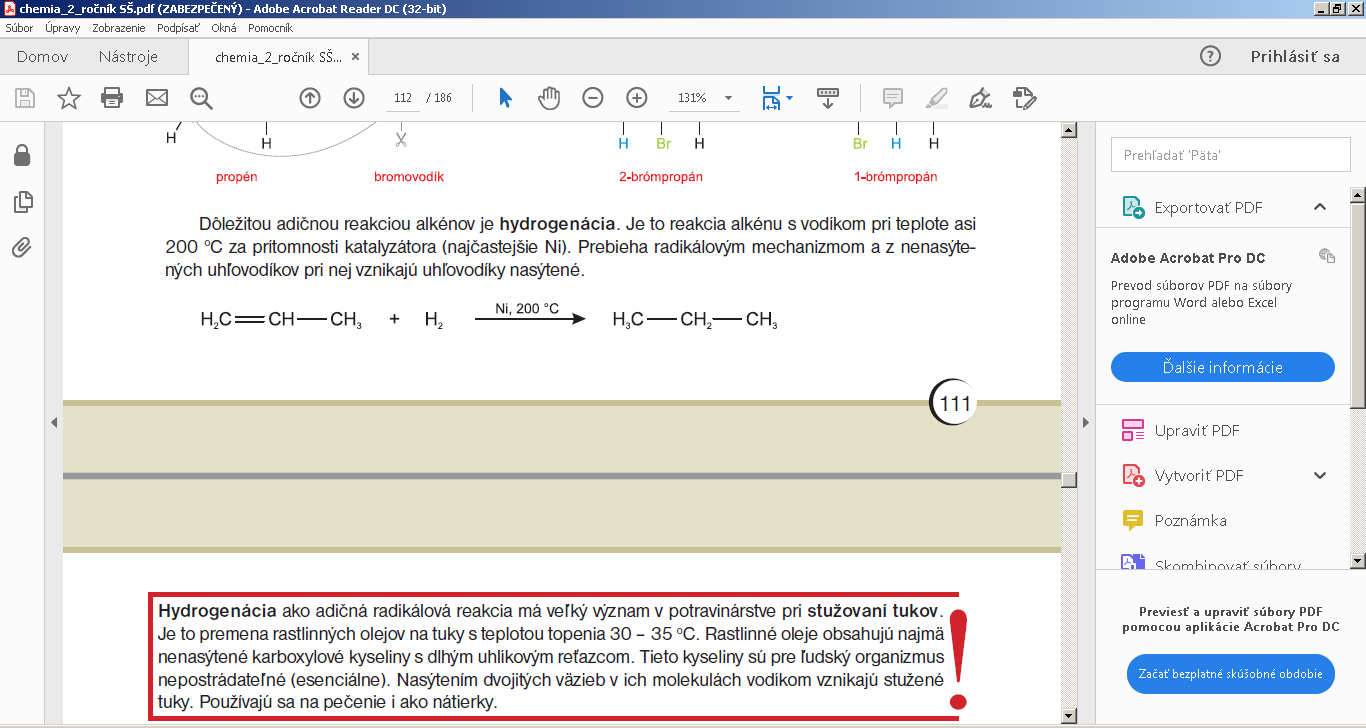 chemia_2_ročník SŠ.pdf (ZABEZPEČENÝ) - Adobe Acrobat Reader DC (32-bit)
Súbor Úpravy Zobrazenie Podpísať Okná Pomocník
Domov Nástroje chemia_2_ročník SŠ... × Prihlásiť sa
112 / 186 131%
H H H Br H Br H H
propén bromovodík 2-brómpropán 1-brómpropán
Dôležitou adičnou reakciou alkénov je hydrogenácia. Je to reakcia alkénu s vodíkom pri teplote asi
200 °C za prítomnosti katalyzátora (najčastejšie Ni). Prebieha radikálovým mechanizmom a z nenasýte-
ných uhľovodíkov pri nej vznikajú uhľovodíky nasýtené.
Ni, 200 °C
H₂C=CH—CH₃ + H₂ → H₃C—CH₂—CH₃
111
Hydrogenácia ako adičná radikálová reakcia má veľký význam v potravinárstve pri stužovaní tukov.
Je to premena rastlinných olejov na tuky s teplotou topenia 30 – 35 °C. Rastlinné oleje obsahujú najmä
nenasýtené karboxylové kyseliny s dlhým uhlíkovým reťazcom. Tieto kyseliny sú pre ľudský organizmus
nepostrádateľné (esenciálne). Nasýtením dvojitých väzieb v ich molekulách vodíkom vznikajú stužené
tuky. Používajú sa na pečenie i ako nátierky.
!
Prehľadať 'Päta'
Exportovať PDF
Adobe Acrobat Pro DC
Prevod súborov PDF na súbory
programu Word alebo Excel
online
Ďalšie informácie
Upraviť PDF
Vytvoriť PDF
Poznámka
Skombinovať súbory
Previesť a upraviť súbory PDF
pomocou aplikácie Acrobat Pro DC
Začať bezplatné skúšobné obdobie